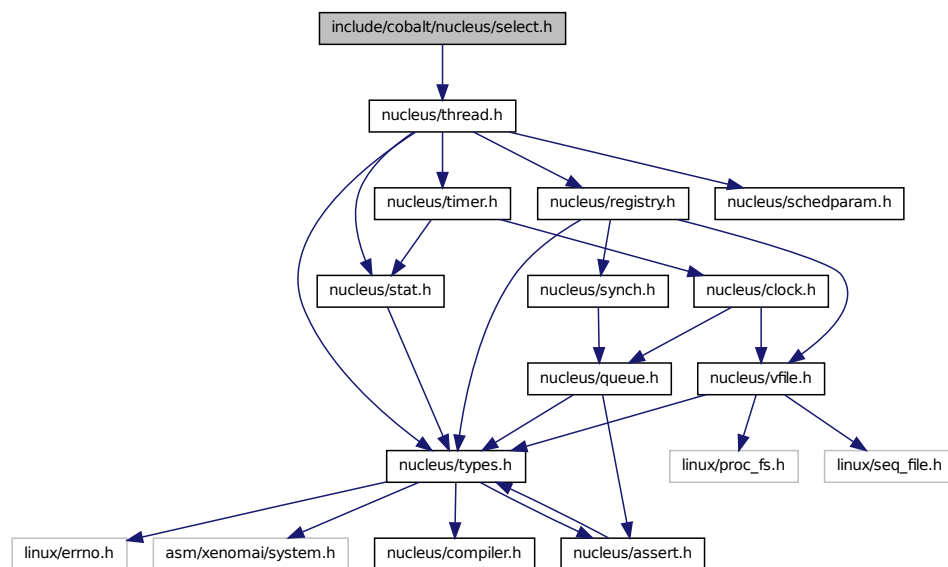 include/cobalt/nucleus/select.h
nucleus/thread.h
nucleus/timer.h
nucleus/registry.h
nucleus/schedparam.h
nucleus/stat.h
nucleus/synch.h
nucleus/clock.h
nucleus/queue.h
nucleus/vfile.h
nucleus/types.h
linux/proc_fs.h
linux/seq_file.h
linux/errno.h
asm/xenomai/system.h
nucleus/compiler.h
nucleus/assert.h